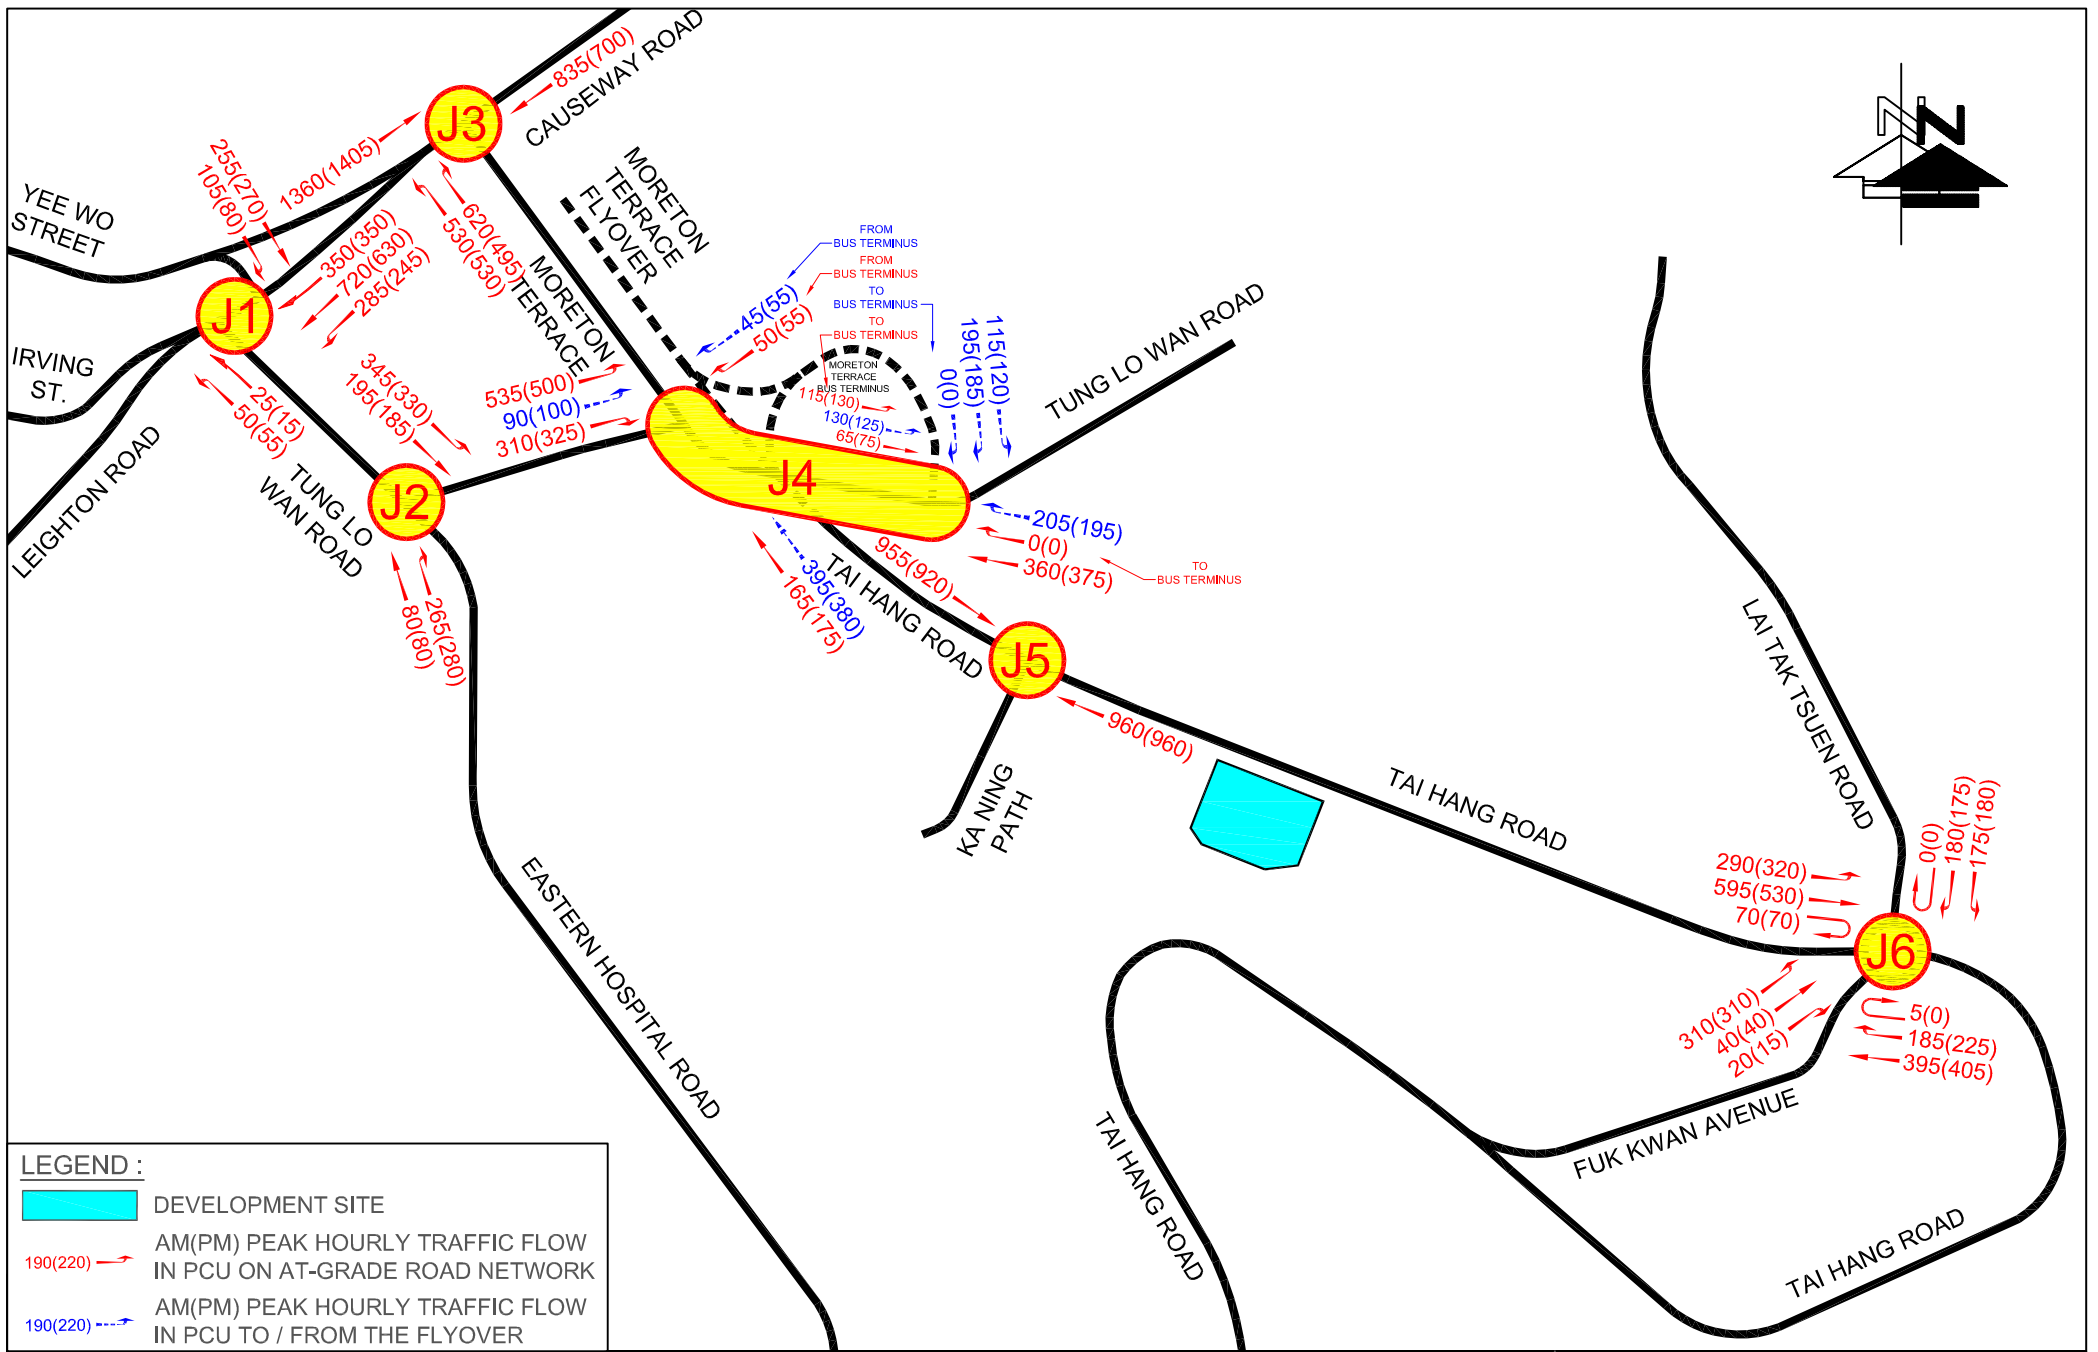 835(700)
CAUSEWAY ROAD
J3
1360(1405)
255(270)
105(80)
YEE WO
STREET
350(350)
720(630)
285(245)
620(495)
530(530)
MORETON
TERRACE
FLYOVER
MORETON
TERRACE
N
FROM
BUS TERMINUS
FROM
BUS TERMINUS
TO
BUS TERMINUS
TO
BUS TERMINUS
45(55)
50(55)
115(120)
195(185)
0(0)
TUNG LO WAN ROAD
J1
IRVING
ST.
25(15)
50(55)
LEIGHTON ROAD
345(330)
195(185)
535(500)
90(100)
310(325)
MORETON
TERRACE
BUS TERMINUS
115(130)
130(125)
65(75)
J4
J2
TUNG LO
WAN ROAD
205(195)
0(0)
360(375)
TO
BUS TERMINUS
955(920)
395(380)
165(175)
TAI HANG ROAD
265(280)
80(80)
J5
960(960)
KA NING
PATH
TAI HANG ROAD
LAI TAK TSUEN ROAD
0(0)
180(175)
175(180)
290(320)
595(530)
70(70)
J6
310(310)
40(40)
20(15)
5(0)
185(225)
395(405)
EASTERN HOSPITAL ROAD
TAI HANG ROAD
FUK KWAN AVENUE
TAI HANG ROAD
LEGEND :
DEVELOPMENT SITE
190(220)
AM(PM) PEAK HOURLY TRAFFIC FLOW
IN PCU ON AT-GRADE ROAD NETWORK
190(220)
AM(PM) PEAK HOURLY TRAFFIC FLOW
IN PCU TO / FROM THE FLYOVER